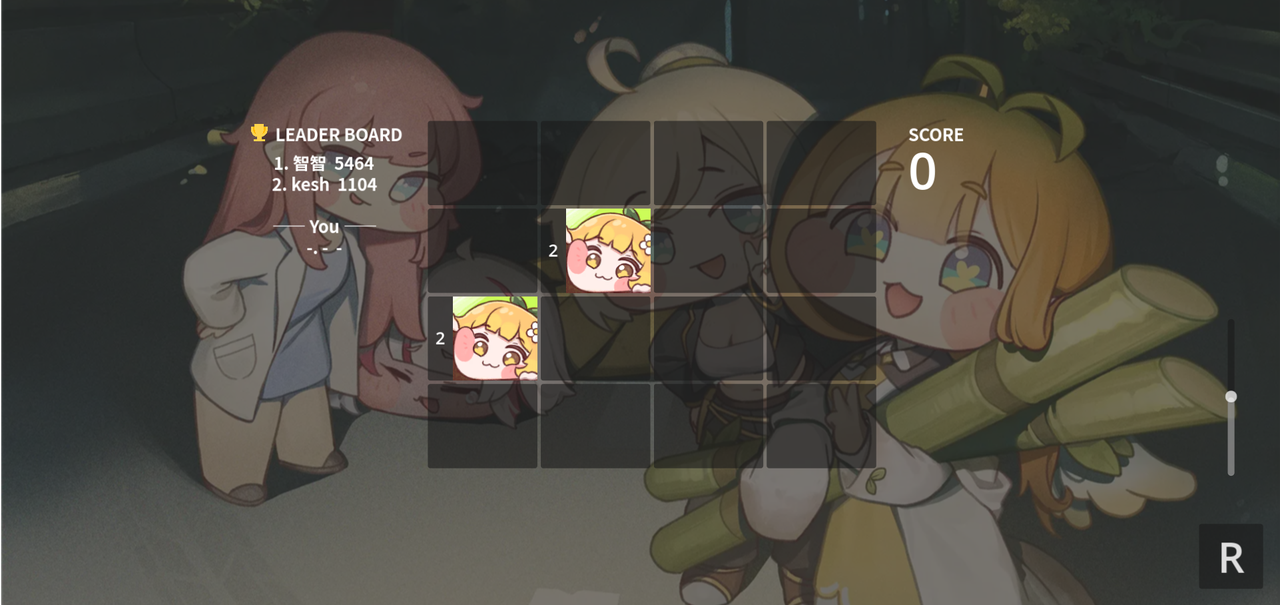 LEADER BOARD
1. 智智 5464
2. kesh 1104
You
-.- -
SCORE
0
2
2
R